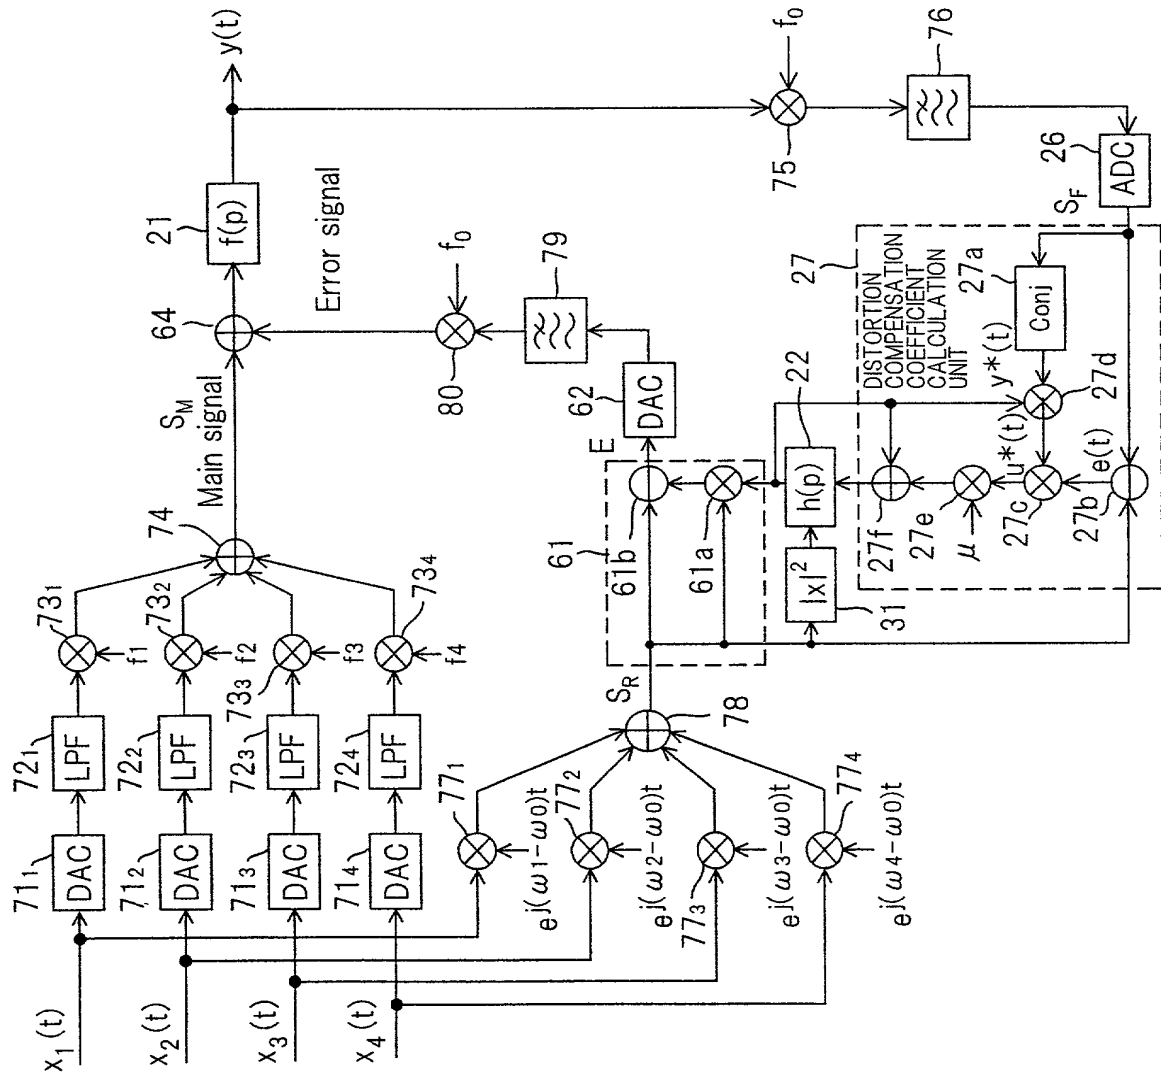 x1(t)
x2(t)
x3(t)
x4(t)
711
DAC
712
DAC
713
DAC
714
DAC
721
LPF
722
LPF
723
LPF
724
LPF
731
f1
732
f2
733
f3
734
f4
74
SM
Main signal
64
21
f(p)
y(t)
Error signal
f0
80
79
62
DAC
E
75
f0
76
26
ADC
SF
771
ej(ω1-ω0)t
772
ej(ω2-ω0)t
773
ej(ω3-ω0)t
774
ej(ω4-ω0)t
78
SR
61
61b
61a
22
h(p)
|x|2
31
27
DISTORTION
COMPENSATION
COEFFICIENT
CALCULATION
UNIT
27a
Conj
y*(t)
27d
u*(t)
27c
27e
μ
27f
e(t)
27b